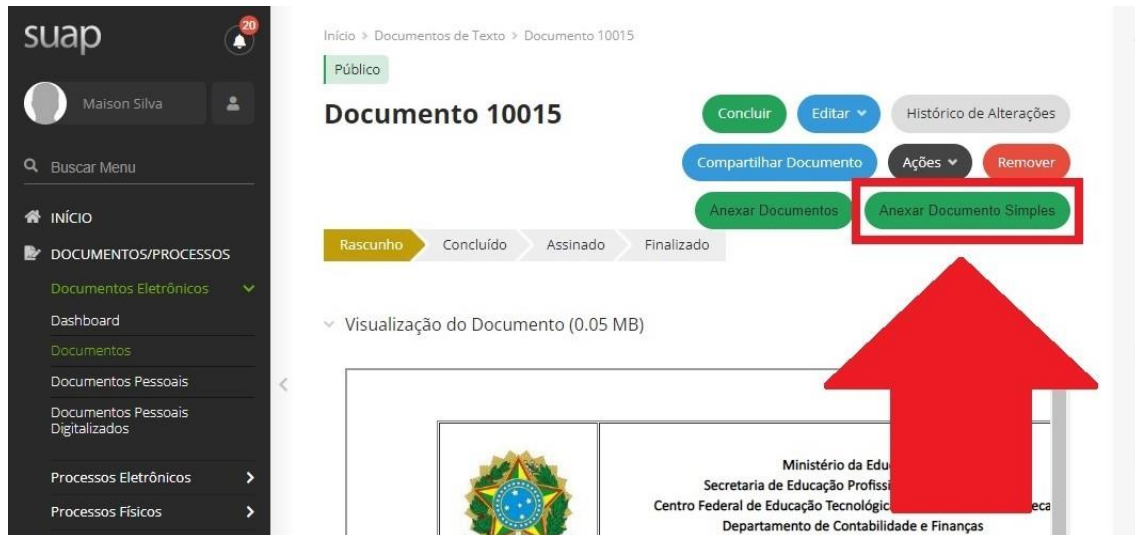 suap
20
Maison Silva
Buscar Menu
INÍCIO
DOCUMENTOS/PROCESSOS
Documentos Eletrônicos
Dashboard
Documentos
Documentos Pessoais
Documentos Pessoais
Digitalizados
Processos Eletrônicos
Processos Físicos
Início > Documentos de Texto > Documento 10015
Público
Documento 10015
Concluir
Editar
Histórico de Alterações
Compartilhar Documento
Ações
Remover
Anexar Documentos
Anexar Documento Simples
Rascunho
Concluído
Assinado
Finalizado
Visualização do Documento (0.05 MB)
Ministério da
Secretaria de Educação
Centro Federal de Educação
Departamento de Contabilidade e Finanças